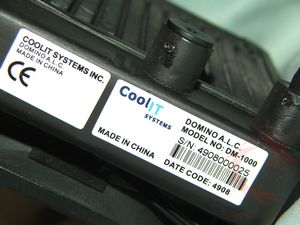 COOLIT SYSTEMS INC.
DOMINO A.L.C.
MADE IN CHINA
CE
CoolIT
SYSTEMS
MADE IN CHINA
DOMINO A.L.C.
MODEL NO: DM-1000
S/N 4908000025
DATE CODE: 4908